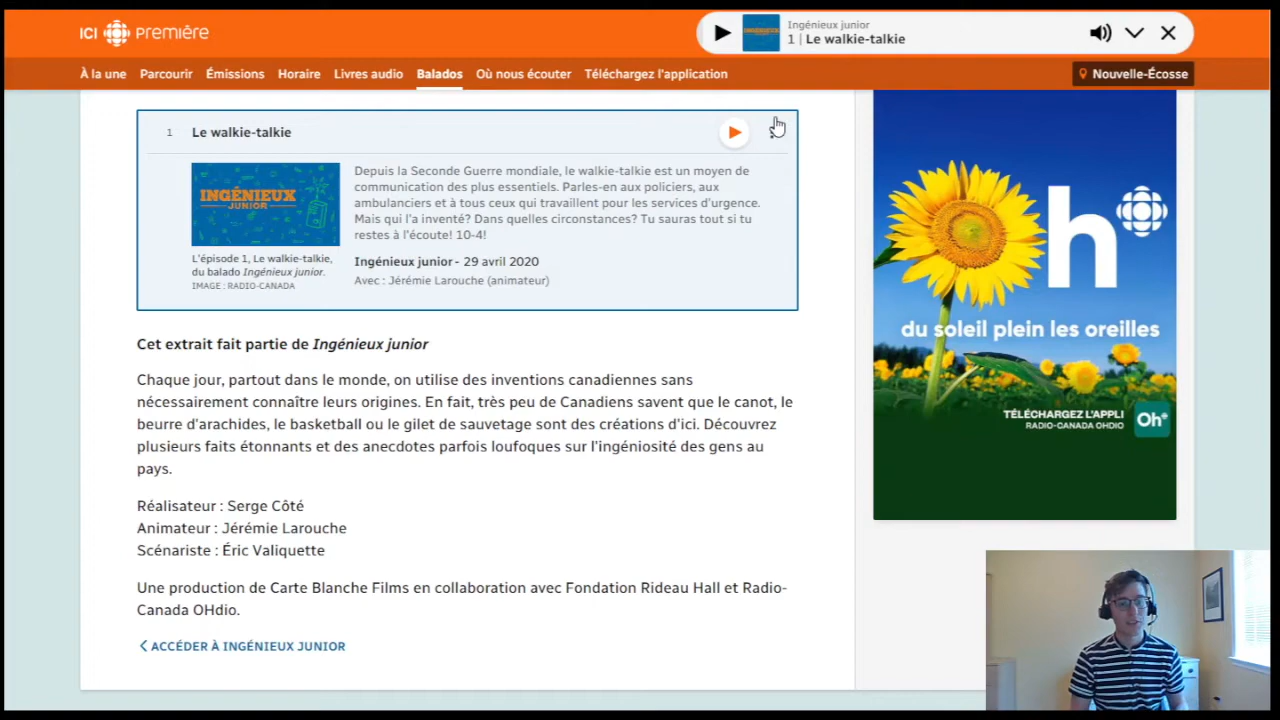 ICI première
Ingénieux junior
1 | Le walkie-talkie
À la une Parcourir Émissions Horaire Livres audio Balados Où nous écouter Téléchargez l'application Nouvelle-Écosse
1 Le walkie-talkie
INGÉNIEUX
JUNIOR
L'épisode 1, Le walkie-talkie,
du balado Ingénieux junior.
IMAGE : RADIO-CANADA
Depuis la Seconde Guerre mondiale, le walkie-talkie est un moyen de
communication des plus essentiels. Parles-en aux policiers, aux
ambulanciers et à tous ceux qui travaillent pour les services d'urgence.
Mais qui l'a inventé? Dans quelles circonstances? Tu sauras tout si tu
restes à l'écoute! 10-4!
Ingénieux junior - 29 avril 2020
Avec : Jérémie Larouche (animateur)
Cet extrait fait partie de Ingénieux junior
Chaque jour, partout dans le monde, on utilise des inventions canadiennes sans
nécessairement connaître leurs origines. En fait, très peu de Canadiens savent que le canot, le
beurre d'arachides, le basketball ou le gilet de sauvetage sont des créations d'ici. Découvrez
plusieurs faits étonnants et des anecdotes parfois loufoques sur l'ingéniosité des gens au
pays.
Réalisateur : Serge Côté
Animateur : Jérémie Larouche
Scénariste : Éric Valiquette
Une production de Carte Blanche Films en collaboration avec Fondation Rideau Hall et Radio-
Canada OHdio.
ACCÉDER À INGÉNIEUX JUNIOR
h
du soleil plein les oreilles
TÉLÉCHARGEZ L'APPLI
RADIO-CANADA OHDIO
Oh